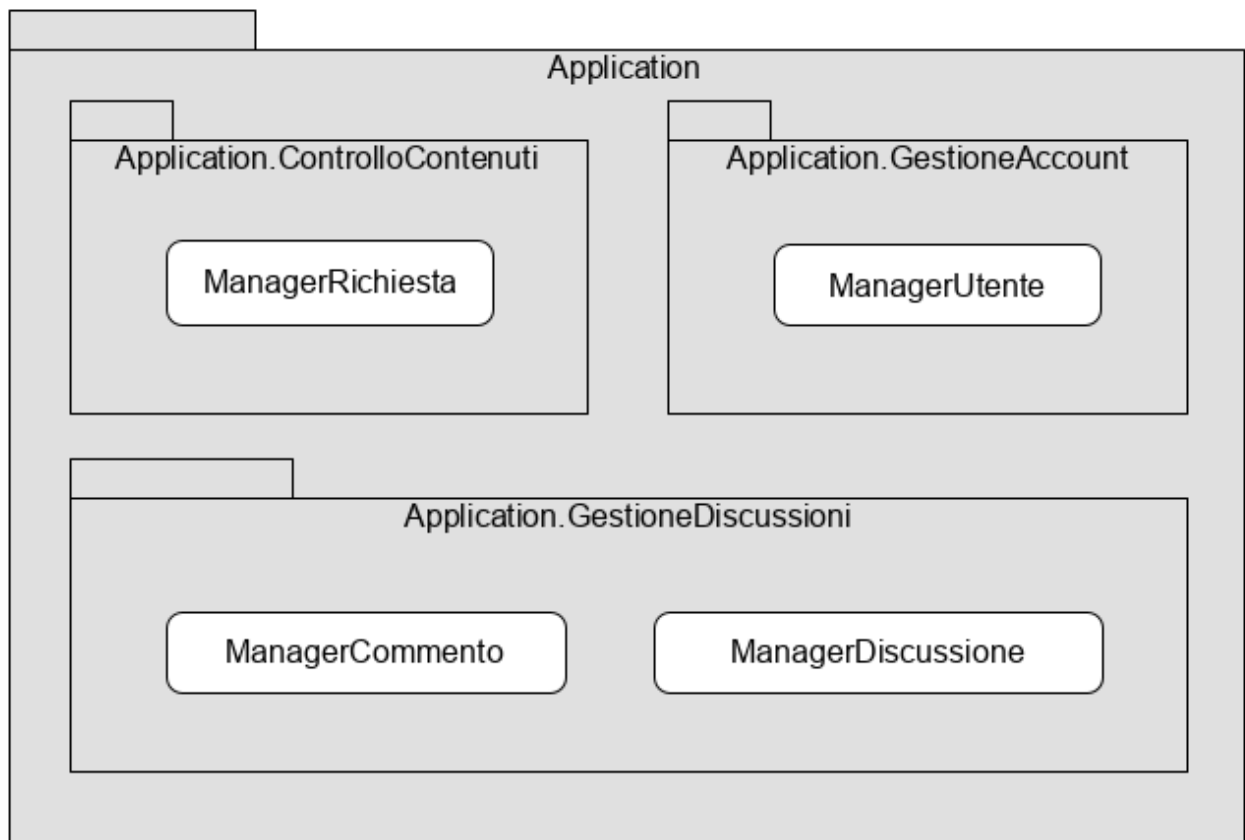 Application
Application.ControlloContenuti
Application.GestioneAccount
ManagerRichiesta
ManagerUtente
Application.GestioneDiscussioni
ManagerCommento
ManagerDiscussione